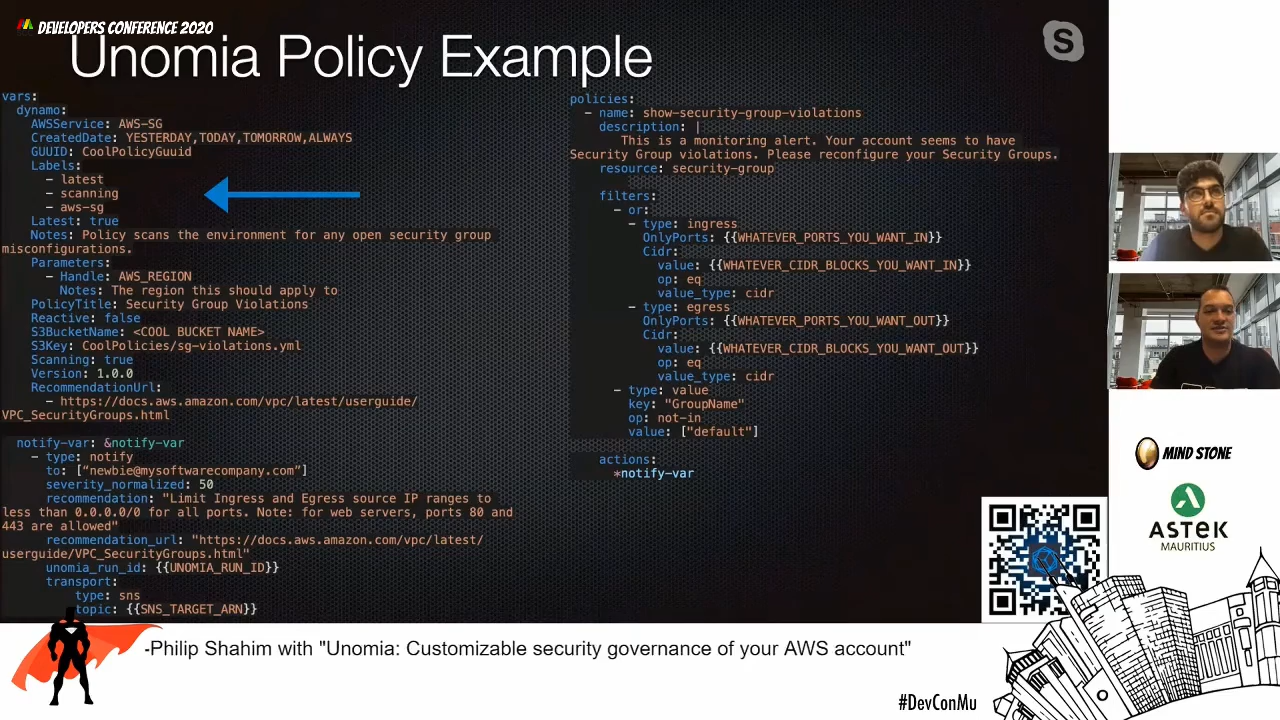 DEVELOPERS CONFERENCE 2020
Unomia Policy Example
S
vars:
dynamo:
AWSService: AWS-SG
CreatedDate: YESTERDAY,TODAY,TOMORROW,ALWAYS
GUUID: CoolPolicyGuuid
Labels:
- latest
- scanning
- aws-sg
Latest: true
Notes: Policy scans the environment for any open security group
misconfigurations.
Parameters:
- Handle: AWS_REGION
Notes: The region this should apply to
PolicyTitle: Security Group Violations
Reactive: false
S3BucketName: <COOL BUCKET NAME>
S3Key: CoolPolicies/sg-violations.yml
Scanning: true
Version: 1.0.0
RecommendationUrl:
- https://docs.aws.amazon.com/vpc/latest/userguide/
VPC_SecurityGroups.html
notify-var: &notify-var
- type: notify
to: [“newbie@mysoftwarecompany.com”]
severity_normalized: 50
recommendation: "Limit Ingress and Egress source IP ranges to
less than 0.0.0.0/0 for all ports. Note: for web servers, ports 80 and
443 are allowed"
recommendation_url: "https://docs.aws.amazon.com/vpc/latest/
userguide/VPC_SecurityGroups.html"
unomia_run_id: {{UNOMIA_RUN_ID}}
transport:
type: sns
topic: {{SNS_TARGET_ARN}}
policies:
- name: show-security-group-violations
description: |
This is a monitoring alert. Your account seems to have
Security Group violations. Please reconfigure your Security Groups.
resource: security-group
filters:
- or:
- type: ingress
OnlyPorts: {{WHATEVER_PORTS_YOU_WANT_IN}}
Cidr:
value: {{WHATEVER_CIDR_BLOCKS_YOU_WANT_IN}}
op: eq
value_type: cidr
- type: egress
OnlyPorts: {{WHATEVER_PORTS_YOU_WANT_OUT}}
Cidr:
value: {{WHATEVER_CIDR_BLOCKS_YOU_WANT_OUT}}
op: eq
value_type: cidr
- type: value
key: "GroupName"
op: not-in
value: ["default"]
actions:
*notify-var
MIND STONE
ASTEK
MAURITIUS
-Philip Shahim with "Unomia: Customizable security governance of your AWS account"
#DevConMu